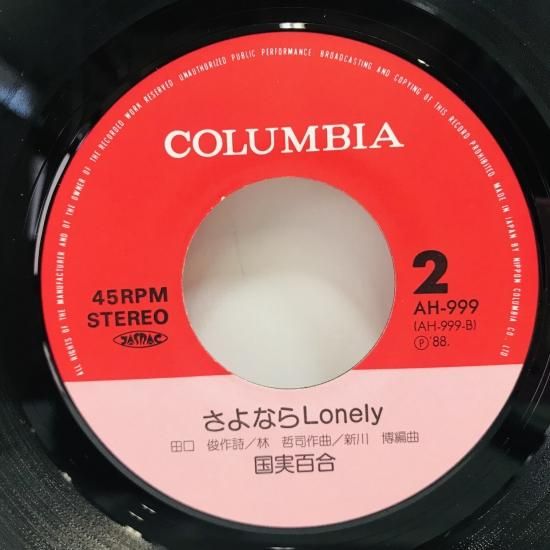 ALL RIGHTS OF THE MANUFACTURER AND OF THE OWNER OF THE RECORDED WORK RESERVED UNAUTHORIZED PUBLIC PERFORMANCE BROADCASTING AND COPYING OF THIS RECORD PROHIBITED. MADE IN JAPAN BY NIPPON COLUMBIA CO., LTD
COLUMBIA
45RPM
STEREO
JASRAC
2
AH-999
(AH-999-B)
Ⓟ'88.
さよならLonely
田口 俊作詩/林 哲司作曲/新川 博編曲
国実百合